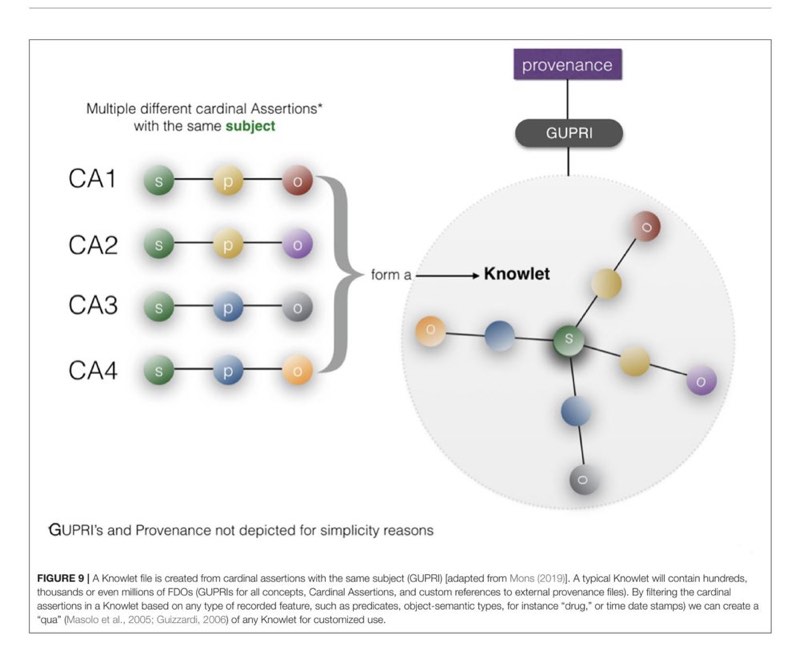 provenance
GUPRI
Multiple different cardinal Assertions*
with the same subject
CA1 s p o
CA2 s p o
CA3 s p o
CA4 s p o
form a Knowlet
o
o
s
o
o
GUPRI's and Provenance not depicted for simplicity reasons
FIGURE 9 | A Knowlet file is created from cardinal assertions with the same subject (GUPRI) [adapted from Mons (2019)]. A typical Knowlet will contain hundreds,
thousands or even millions of FDOs (GUPRIs for all concepts, Cardinal Assertions, and custom references to external provenance files). By filtering the cardinal
assertions in a Knowlet based on any type of recorded feature, such as predicates, object-semantic types, for instance “drug,” or time date stamps) we can create a
“qua” (Masolo et al., 2005; Guizzardi, 2006) of any Knowlet for customized use.